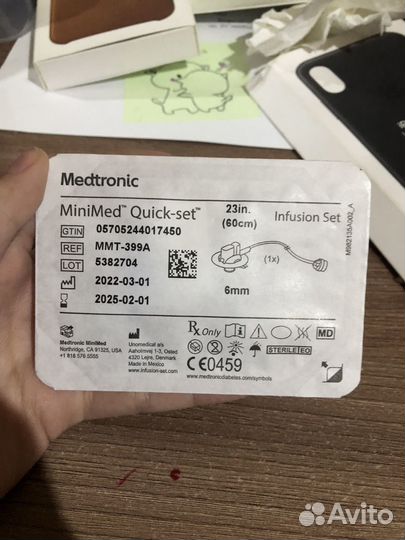 Medtronic
MiniMed™ Quick-set™
23in.
(60cm)
Infusion Set
GTIN 05705244017450
REF MMT-399A
LOT 5382704
2022-03-01
2025-02-01
(1x)
6mm
M982135A002_A
Medtronic MiniMed
Northridge, CA 91325, USA
+1 818 576 5555
Unomedical a/s
Aaholmvej 1-3, Osted
4320 Lejre, Denmark
Made in Mexico
www.infusion-set.com
Rx Only
MD
STERILE EO
CE0459
www.medtronicdiabetes.com/symbols
Avito